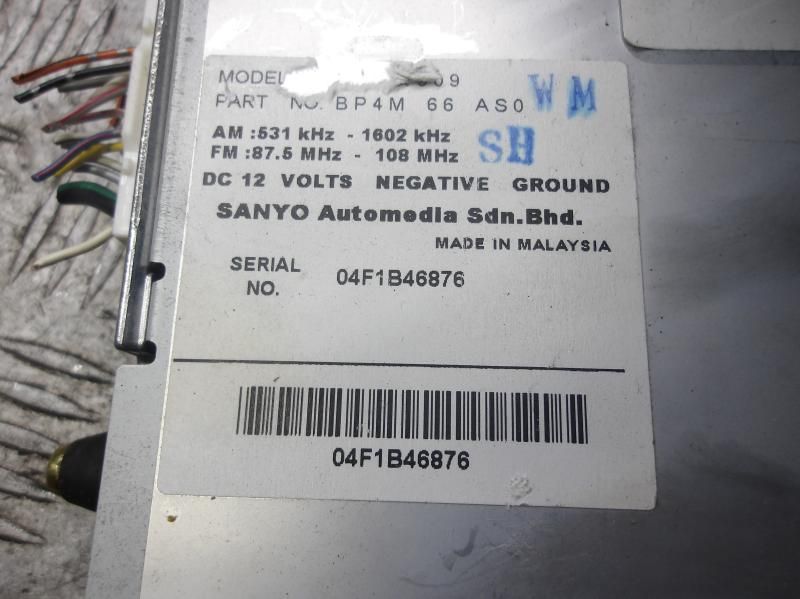 MODEL
PART NO. BP4M 66 AS0 WM
AM :531 kHz - 1602 kHz
FM :87.5 MHz - 108 MHz SH
DC 12 VOLTS NEGATIVE GROUND
SANYO Automedia Sdn.Bhd.
MADE IN MALAYSIA
SERIAL NO. 04F1B46876
04F1B46876